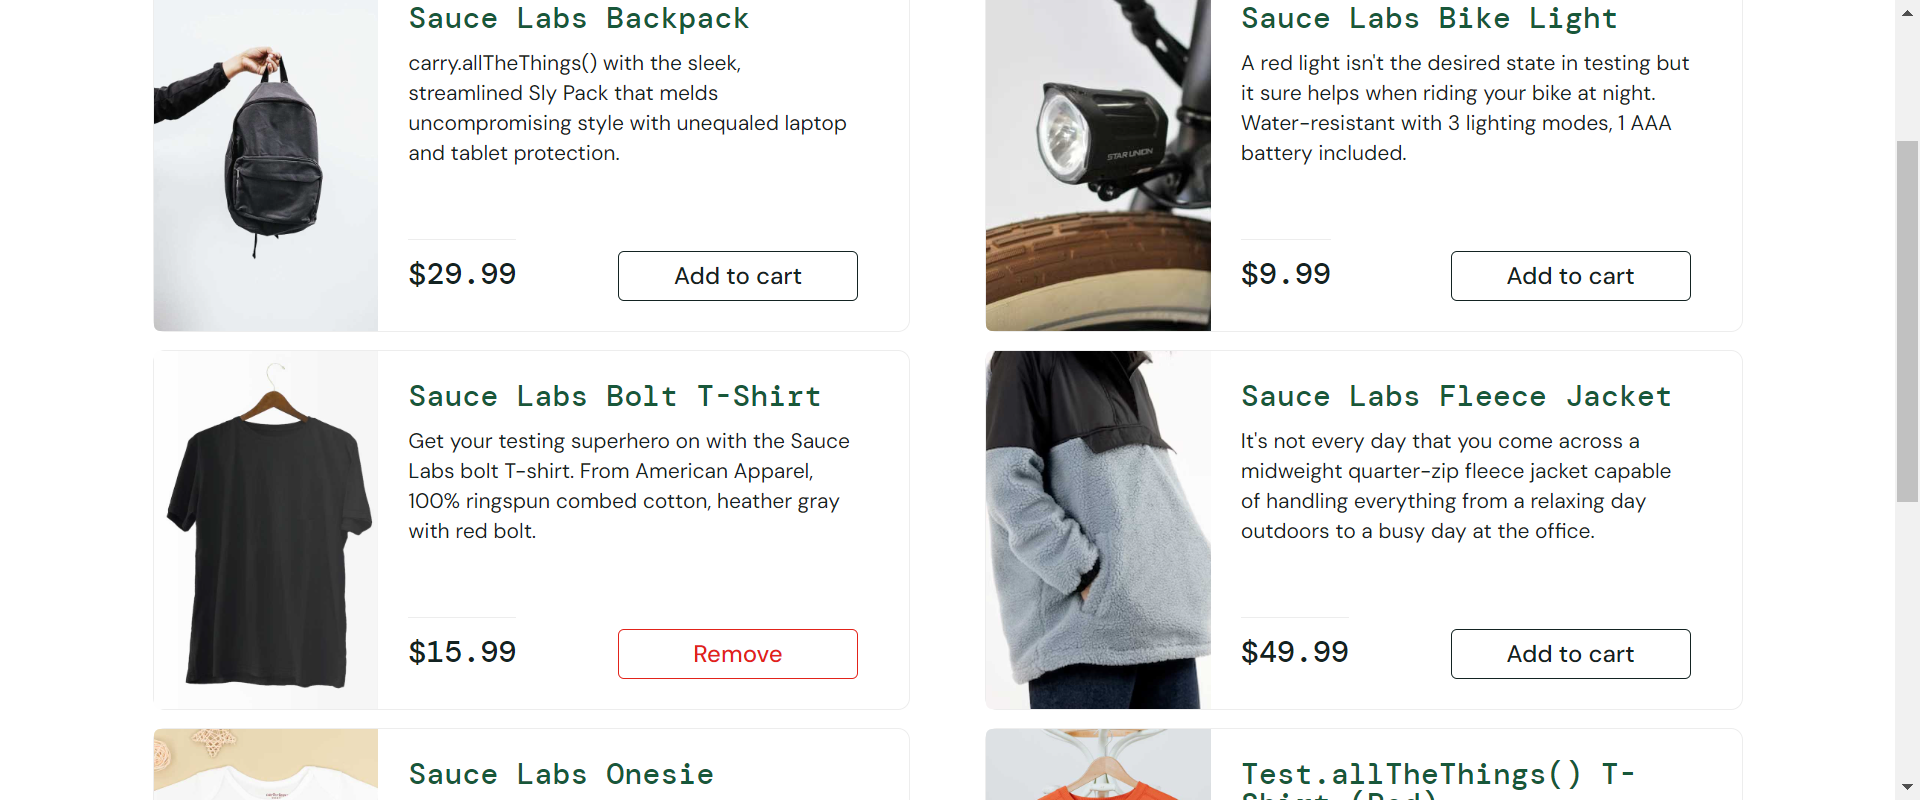 Sauce Labs Backpack
carry.allTheThings() with the sleek,
streamlined Sly Pack that melds
uncompromising style with unequaled laptop
and tablet protection.
$29.99
Add to cart
Sauce Labs Bike Light
A red light isn't the desired state in testing but
it sure helps when riding your bike at night.
Water-resistant with 3 lighting modes, 1 AAA
battery included.
STAR UNION
$9.99
Add to cart
Sauce Labs Bolt T-Shirt
Get your testing superhero on with the Sauce
Labs bolt T-shirt. From American Apparel,
100% ringspun combed cotton, heather gray
with red bolt.
$15.99
Remove
Sauce Labs Fleece Jacket
It's not every day that you come across a
midweight quarter-zip fleece jacket capable
of handling everything from a relaxing day
outdoors to a busy day at the office.
$49.99
Add to cart
Sauce Labs Onesie
Test.allTheThings() T-
Shirt (Red)